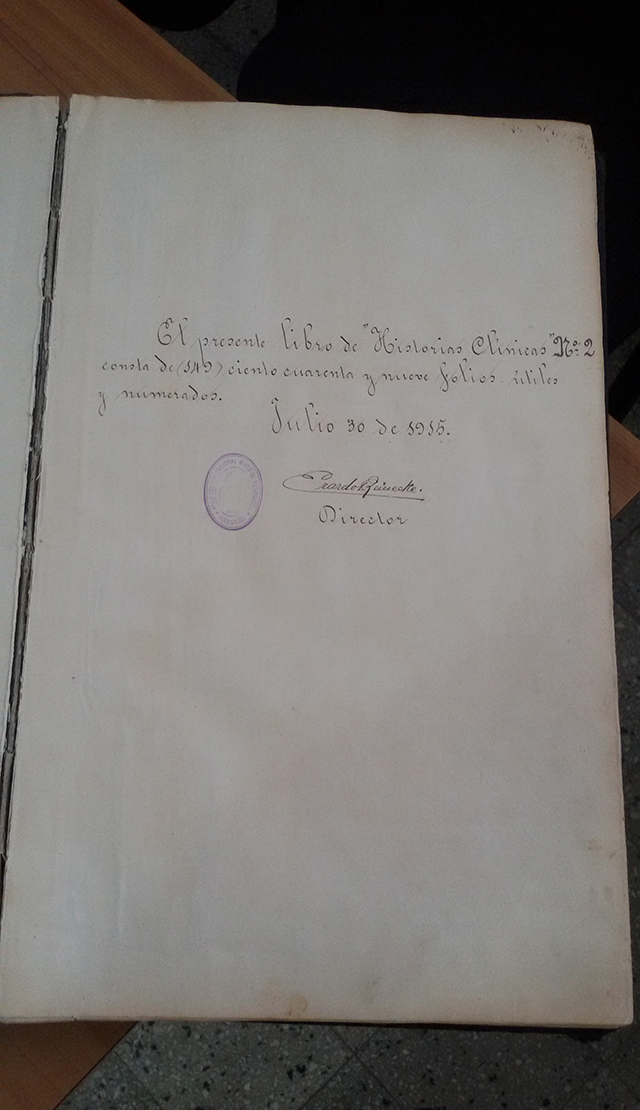 El presente libro de "Historias Clínicas" Nº: 2
consta de (149) ciento cuarenta y nueve folios útiles
y numerados.
Julio 30 de 1915.
Director